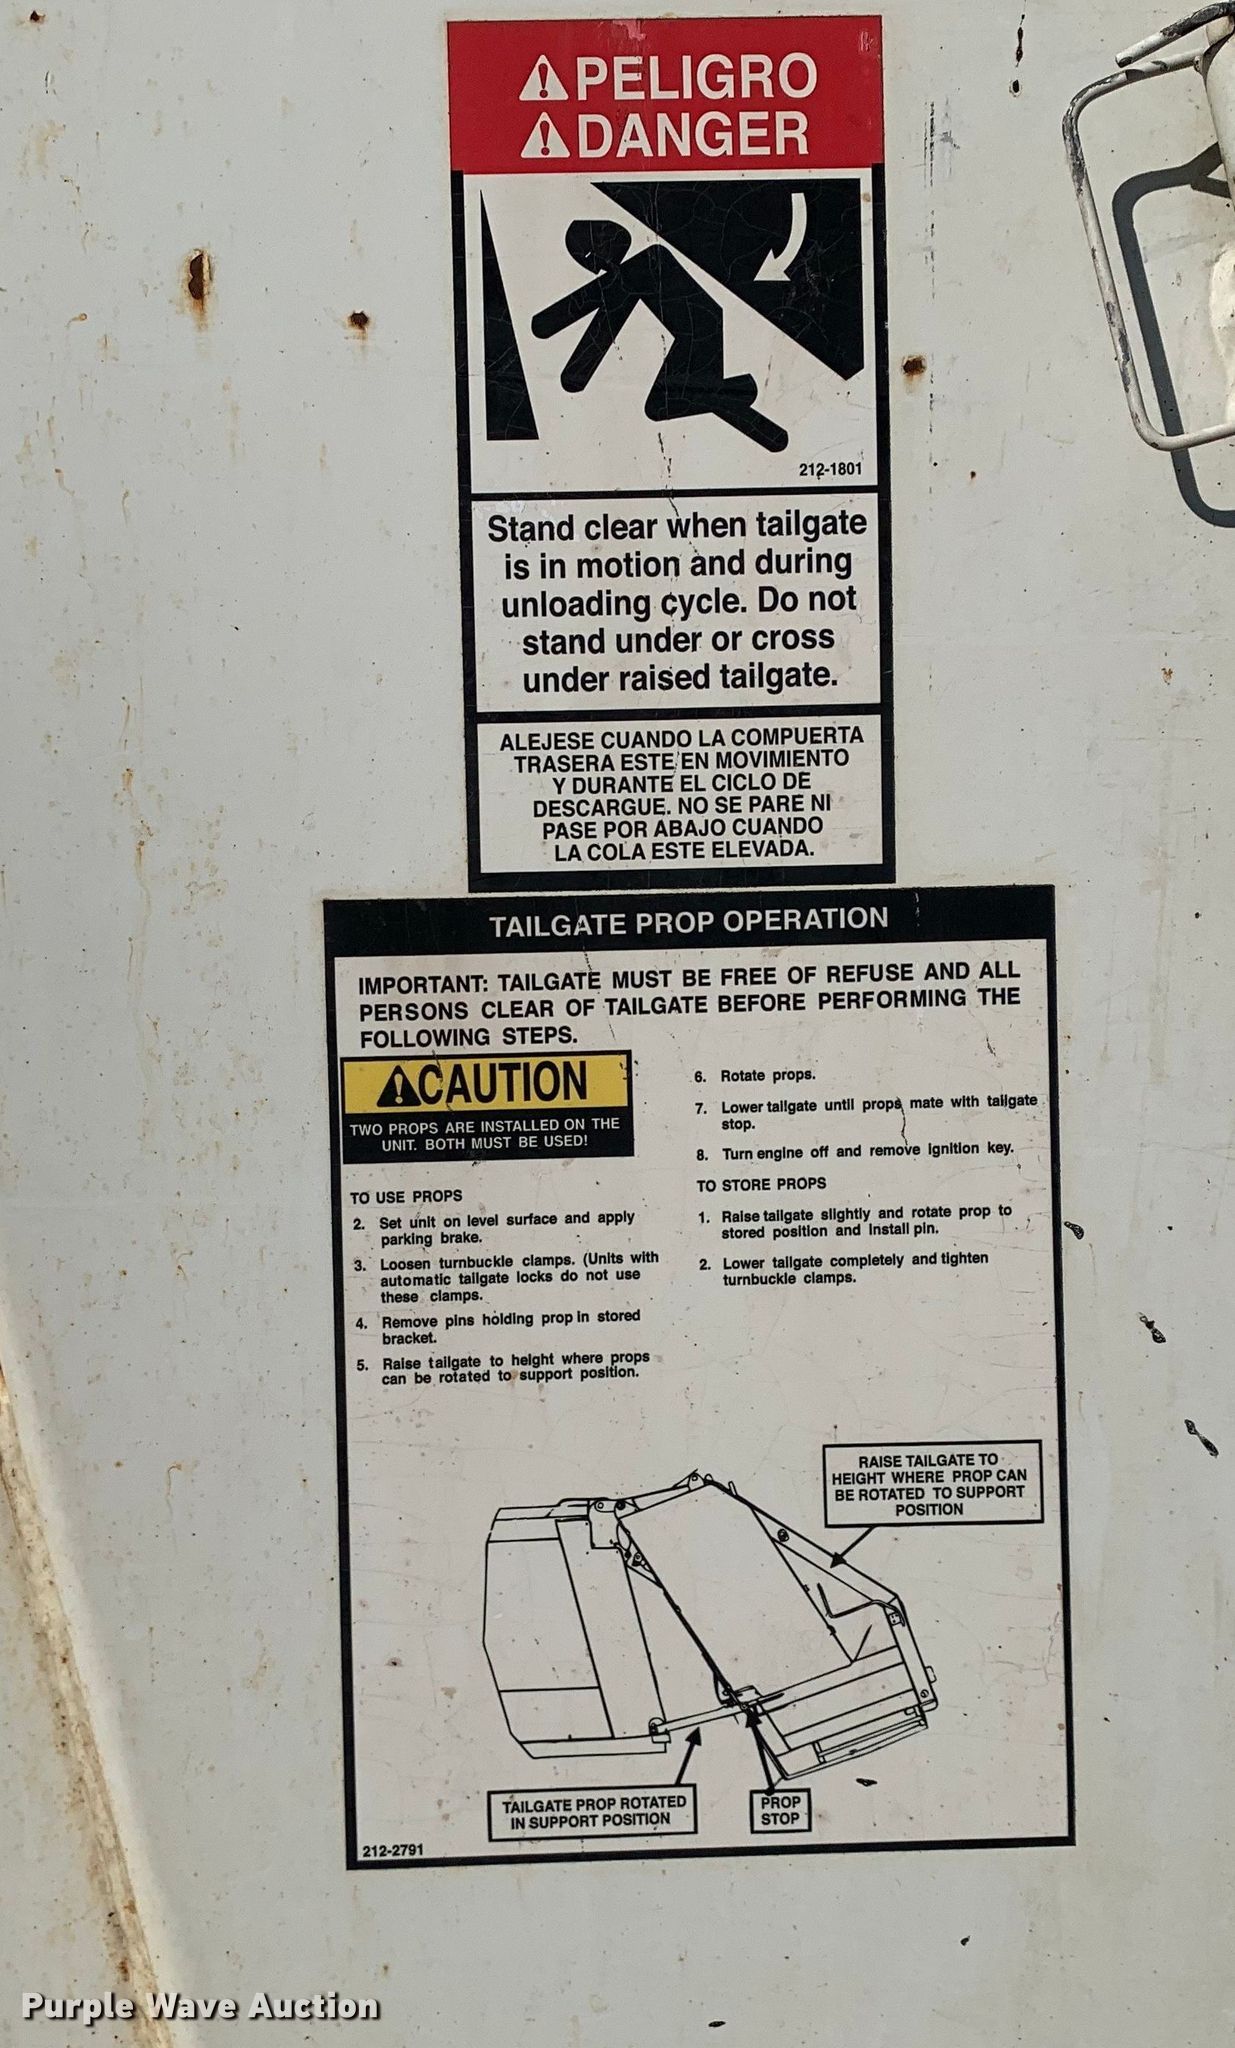 PELIGRO
DANGER
212-1801
Stand clear when tailgate
is in motion and during
unloading cycle. Do not
stand under or cross
under raised tailgate.
ALEJESE CUANDO LA COMPUERTA
TRASERA ESTE EN MOVIMIENTO
Y DURANTE EL CICLO DE
DESCARGUE. NO SE PARE NI
PASE POR ABAJO CUANDO
LA COLA ESTE ELEVADA.
TAILGATE PROP OPERATION
IMPORTANT: TAILGATE MUST BE FREE OF REFUSE AND ALL
PERSONS CLEAR OF TAILGATE BEFORE PERFORMING THE
FOLLOWING STEPS.
CAUTION
TWO PROPS ARE INSTALLED ON THE
UNIT. BOTH MUST BE USED!
TO USE PROPS
2. Set unit on level surface and apply
parking brake.
3. Loosen turnbuckle clamps. (Units with
automatic tailgate locks do not use
these clamps.
4. Remove pins holding prop in stored
bracket.
5. Raise tailgate to height where props
can be rotated to support position.
6. Rotate props.
7. Lower tailgate until props mate with tailgate
stop.
8. Turn engine off and remove ignition key.
TO STORE PROPS
1. Raise tailgate slightly and rotate prop to
stored position and install pin.
2. Lower tailgate completely and tighten
turnbuckle clamps.
RAISE TAILGATE TO
HEIGHT WHERE PROP CAN
BE ROTATED TO SUPPORT
POSITION
TAILGATE PROP ROTATED
IN SUPPORT POSITION
PROP
STOP
212-2791
Purple Wave Auction